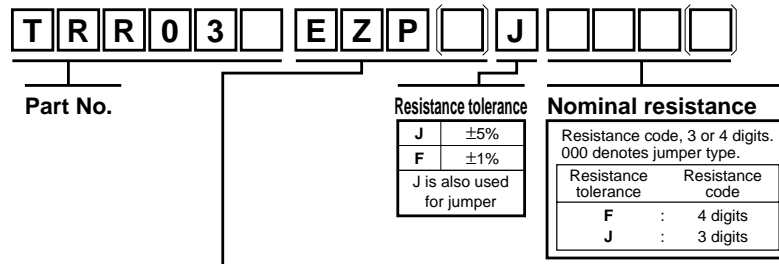 T R R 0 3 E Z P ( ) J ( )
Part No.
Resistance tolerance
J ±5%
F ±1%
J is also used
for jumper
Nominal resistance
Resistance code, 3 or 4 digits.
000 denotes jumper type.
Resistance tolerance Resistance code
F : 4 digits
J : 3 digits